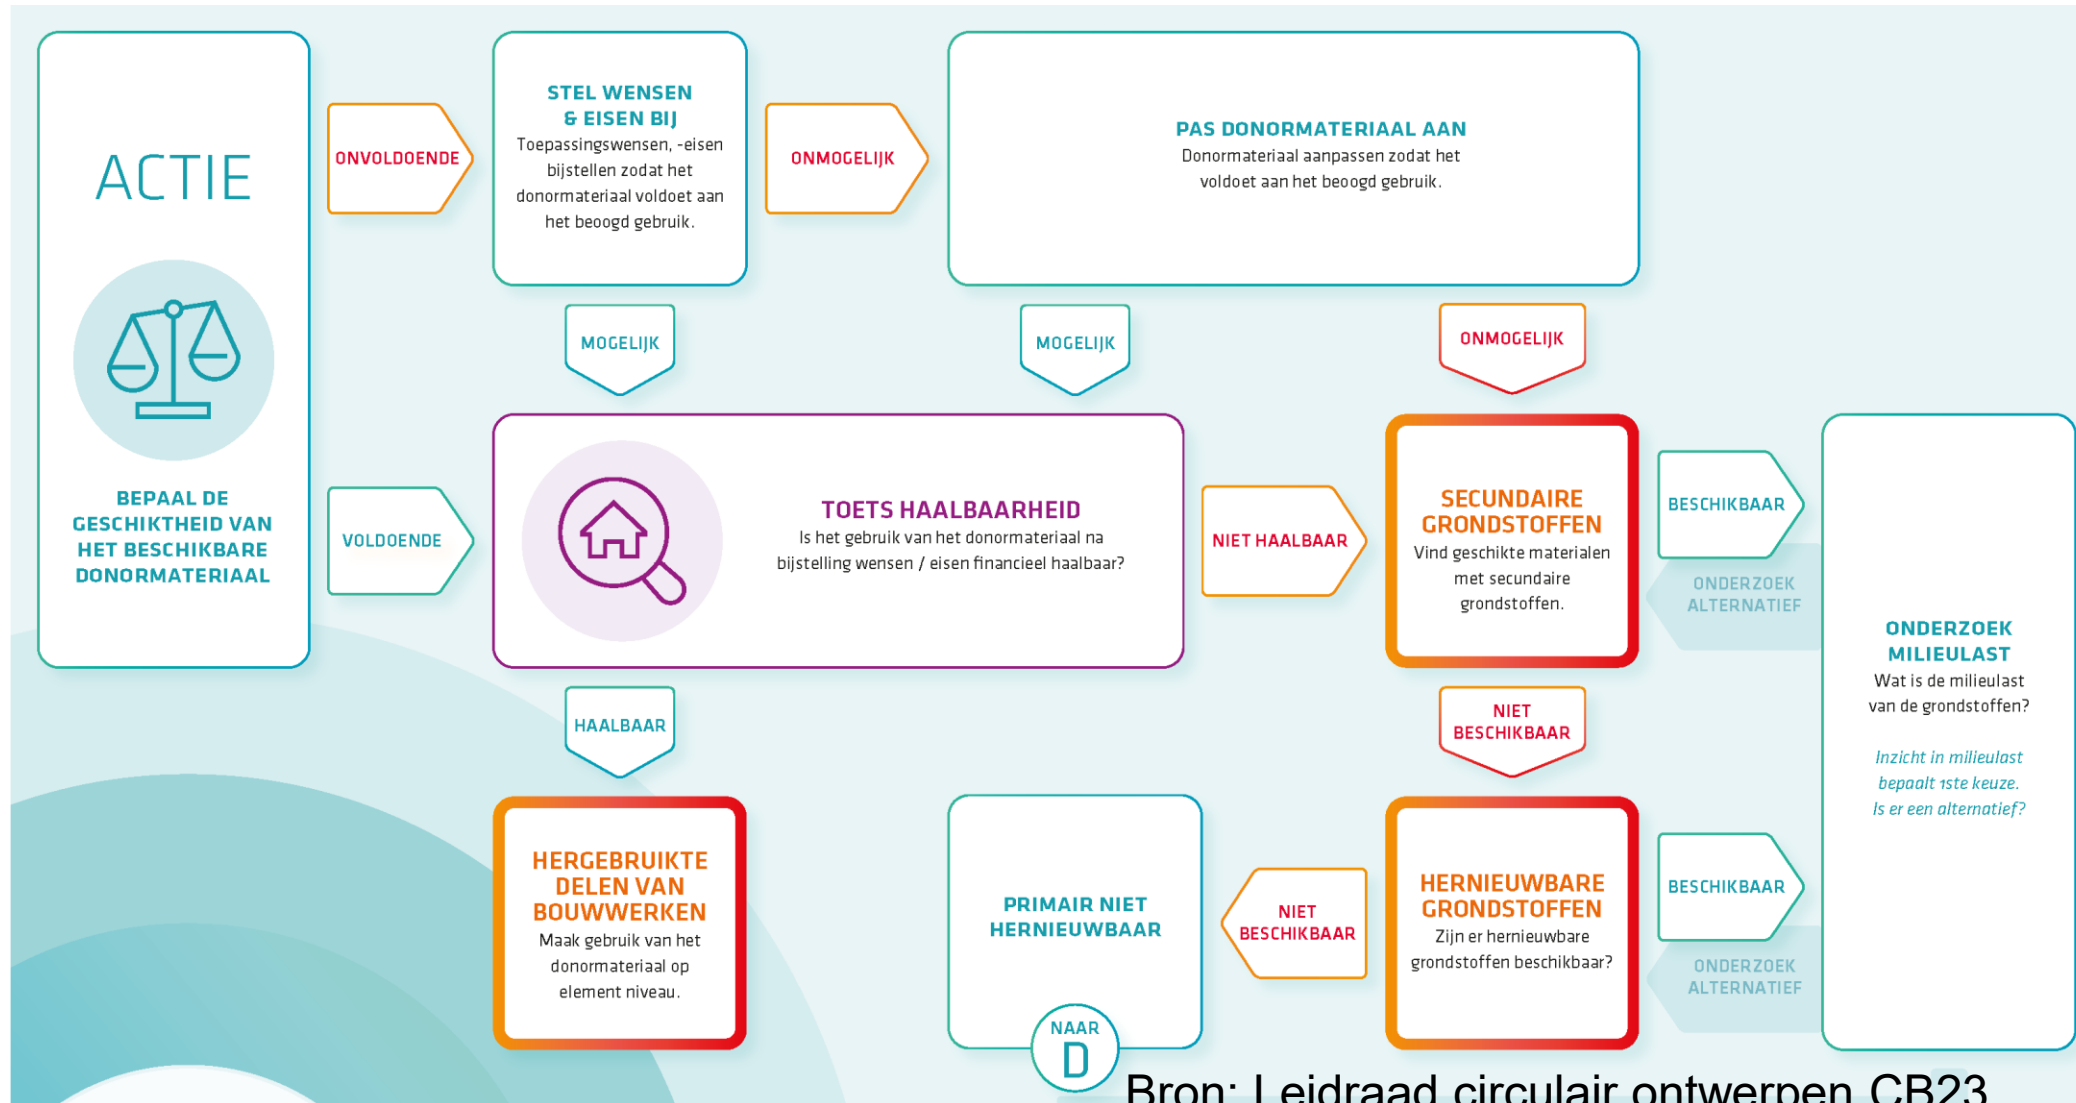 ACTIE
BEPAAL DE
GESCHIKTHEID VAN
HET BESCHIKBARE
DONORMATERIAAL
ONVOLDOENDE
STEL WENSEN
& EISEN BIJ
Toepassingswensen, -eisen
bijstellen zodat het
donormateriaal voldoet aan
het beoogd gebruik.
ONMOGELIJK
PAS DONORMATERIAAL AAN
Donormateriaal aanpassen zodat het
voldoet aan het beoogd gebruik.
MOGELIJK
MOGELIJK
ONMOGELIJK
VOLDOENDE
TOETS HAALBAARHEID
Is het gebruik van het donormateriaal na
bijstelling wensen / eisen financieel haalbaar?
NIET HAALBAAR
SECUNDAIRE
GRONDSTOFFEN
Vind geschikte materialen
met secundaire
grondstoffen.
BESCHIKBAAR
ONDERZOEK
ALTERNATIEF
ONDERZOEK
MILIEULAST
Wat is de milieulast
van de grondstoffen?
Inzicht in milieulast
bepaalt 1ste keuze.
Is er een alternatief?
HAALBAAR
NIET
BESCHIKBAAR
HERGEBRUIKTE
DELEN VAN
BOUWWERKEN
Maak gebruik van het
donormateriaal op
element niveau.
PRIMAIR NIET
HERNIEUWBAAR
NAAR
D
NIET
BESCHIKBAAR
HERNIEUWBARE
GRONDSTOFFEN
Zijn er hernieuwbare
grondstoffen beschikbaar?
BESCHIKBAAR
ONDERZOEK
ALTERNATIEF
Bron: Leidraad circulair ontwerpen CB23